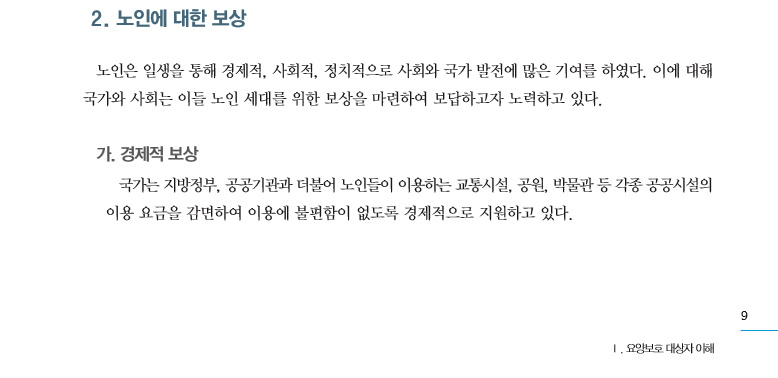 2. 노인에 대한 보상
노인은 일생을 통해 경제적, 사회적, 정치적으로 사회와 국가 발전에 많은 기여를 하였다. 이에 대해
국가와 사회는 이들 노인 세대를 위한 보상을 마련하여 보답하고자 노력하고 있다.
가. 경제적 보상
국가는 지방정부, 공공기관과 더불어 노인들이 이용하는 교통시설, 공원, 박물관 등 각종 공공시설의
이용 요금을 감면하여 이용에 불편함이 없도록 경제적으로 지원하고 있다.
9
Ⅰ. 요양보호 대상자 이해